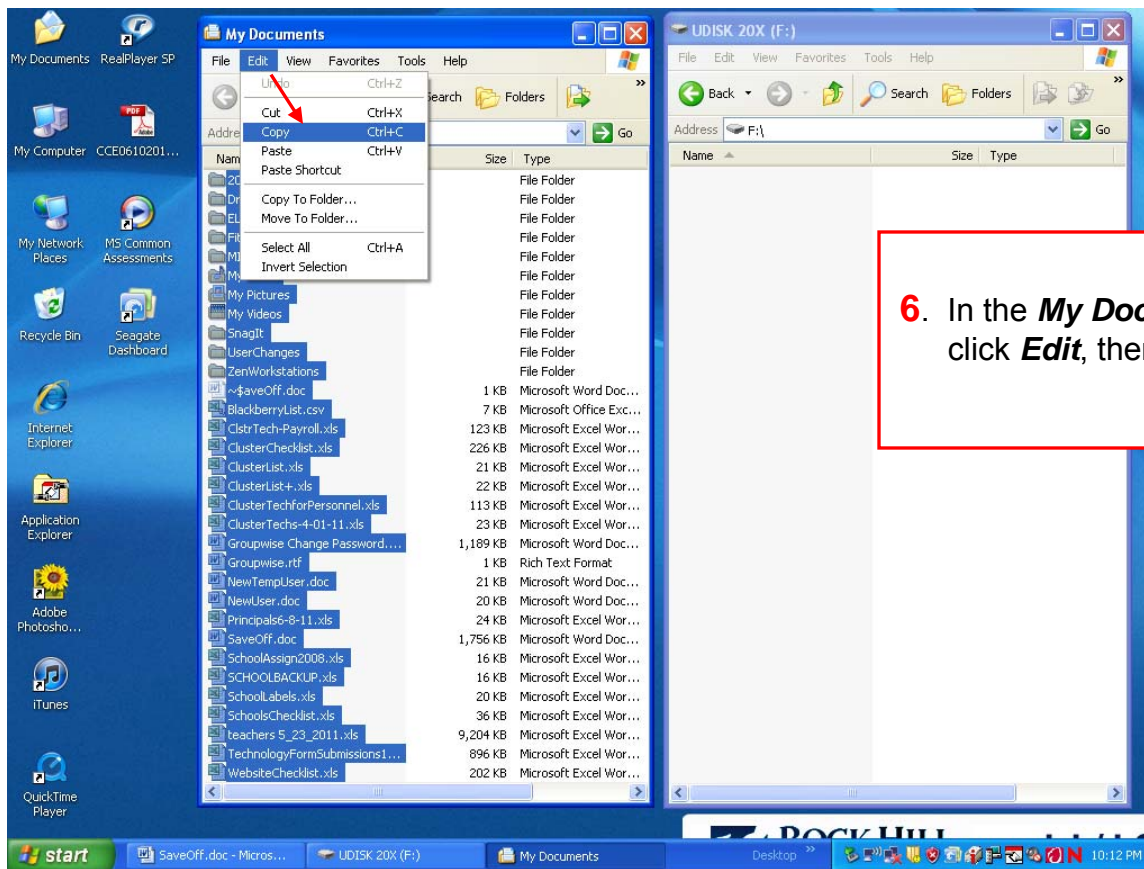 My Documents
RealPlayer SP
My Computer
CCE0610201...
My Network Places
MS Common Assessments
Recycle Bin
Seagate Dashboard
Internet Explorer
Application Explorer
Adobe Photosho...
iTunes
QuickTime Player
My Documents
File Edit View Favorites Tools Help
Undo Ctrl+Z
Cut Ctrl+X
Copy Ctrl+C
Paste Ctrl+V
Paste Shortcut
Copy To Folder...
Move To Folder...
Select All Ctrl+A
Invert Selection
Search Folders
Go
Size Type
File Folder
File Folder
File Folder
File Folder
File Folder
File Folder
My Pictures File Folder
My Videos File Folder
SnagIt File Folder
UserChanges File Folder
ZenWorkstations File Folder
~$aveOff.doc 1 KB Microsoft Word Doc...
BlackberryList.csv 7 KB Microsoft Office Exc...
ClstrTech-Payroll.xls 123 KB Microsoft Excel Wor...
ClusterChecklist.xls 226 KB Microsoft Excel Wor...
ClusterList.xls 21 KB Microsoft Excel Wor...
ClusterList+.xls 22 KB Microsoft Excel Wor...
ClusterTechforPersonnel.xls 113 KB Microsoft Excel Wor...
ClusterTechs-4-01-11.xls 23 KB Microsoft Excel Wor...
Groupwise Change Password.... 1,189 KB Microsoft Word Doc...
Groupwise.rtf 1 KB Rich Text Format
NewTempUser.doc 21 KB Microsoft Word Doc...
NewUser.doc 20 KB Microsoft Word Doc...
Principals6-8-11.xls 24 KB Microsoft Excel Wor...
SaveOff.doc 1,756 KB Microsoft Word Doc...
SchoolAssign2008.xls 16 KB Microsoft Excel Wor...
SCHOOLBACKUP.xls 16 KB Microsoft Excel Wor...
SchoolLabels.xls 20 KB Microsoft Excel Wor...
SchoolsChecklist.xls 36 KB Microsoft Excel Wor...
teachers 5_23_2011.xls 9,204 KB Microsoft Excel Wor...
TechnologyFormSubmissions1... 896 KB Microsoft Excel Wor...
WebsiteChecklist.xls 202 KB Microsoft Excel Wor...
UDISK 20X (F:)
File Edit View Favorites Tools Help
Back Search Folders
Address F:\ Go
Name Size Type
6. In the My Doc
click Edit, then
ROCK HILL
start SaveOff.doc - Micros... UDISK 20X (F:) My Documents Desktop 10:12 PM